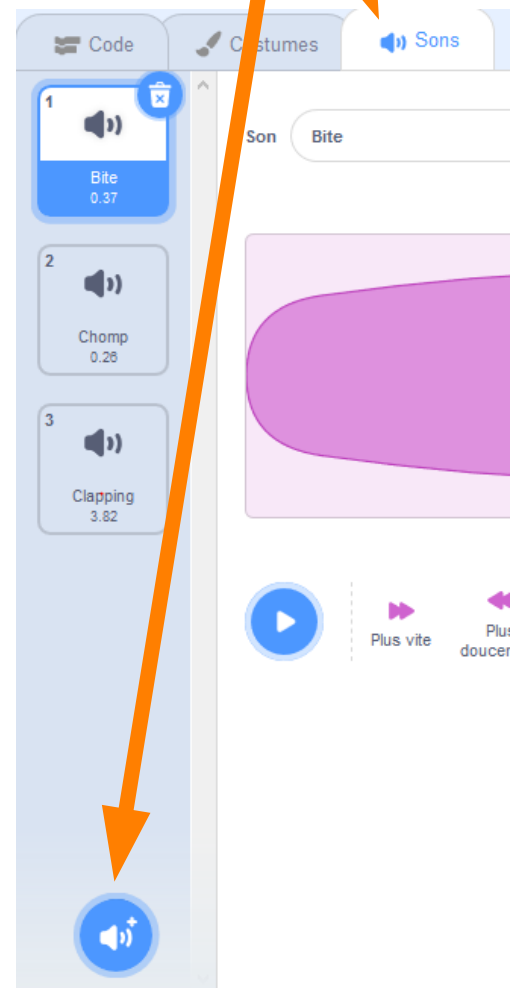 Code
Costumes
Sons
1
Bite
0.37
Son
Bite
2
Chomp
0.26
3
Clapping
3.82
Plus vite
Plus